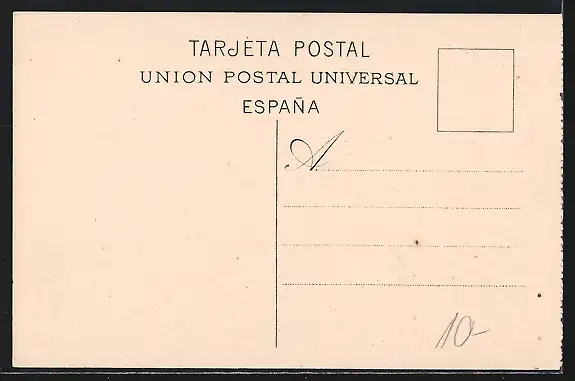 TARJETA POSTAL
UNION POSTAL UNIVERSAL
ESPAÑA
A
10-